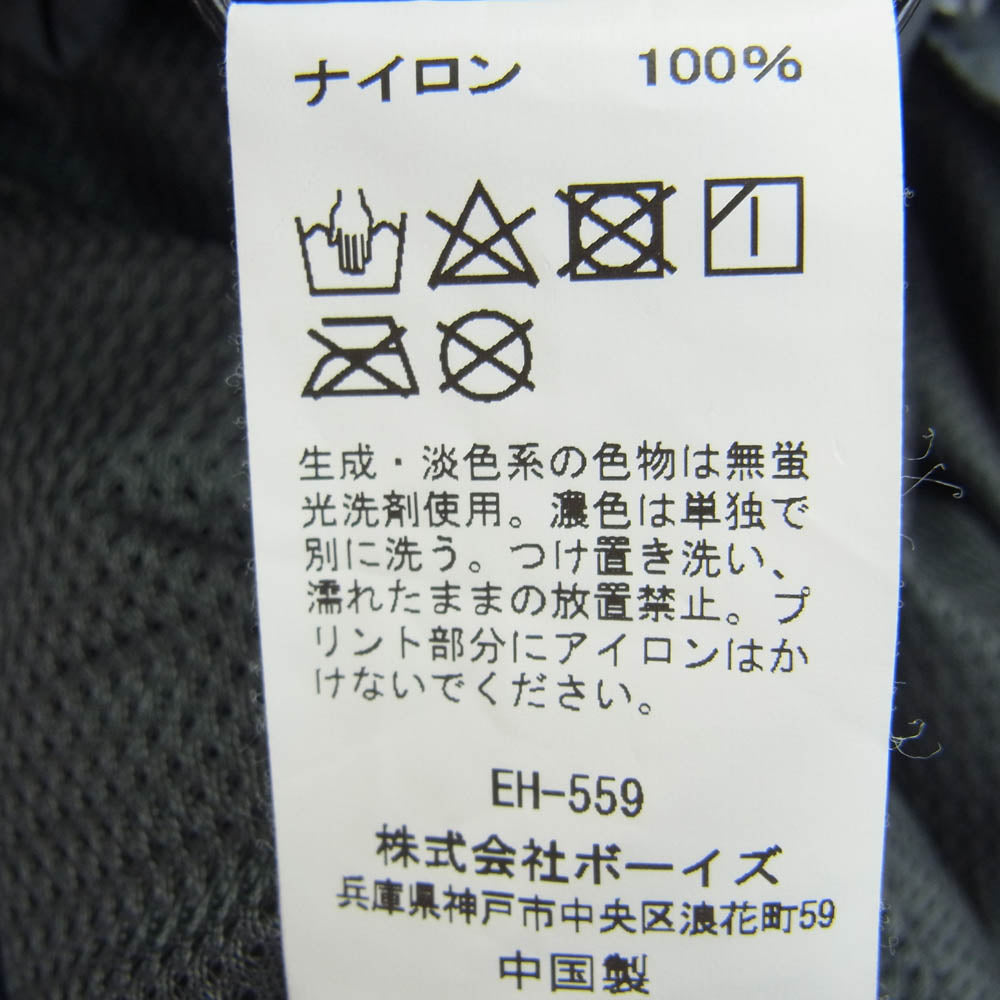 ナイロン 100%
生成・淡色系の色物は無蛍
光洗剤使用。濃色は単独で
別に洗う。つけ置き洗い、
濡れたままの放置禁止。プ
リント部分にアイロンはか
けないでください。
EH-559
株式会社ボーイズ
兵庫県神戸市中央区浪花町59
中国製